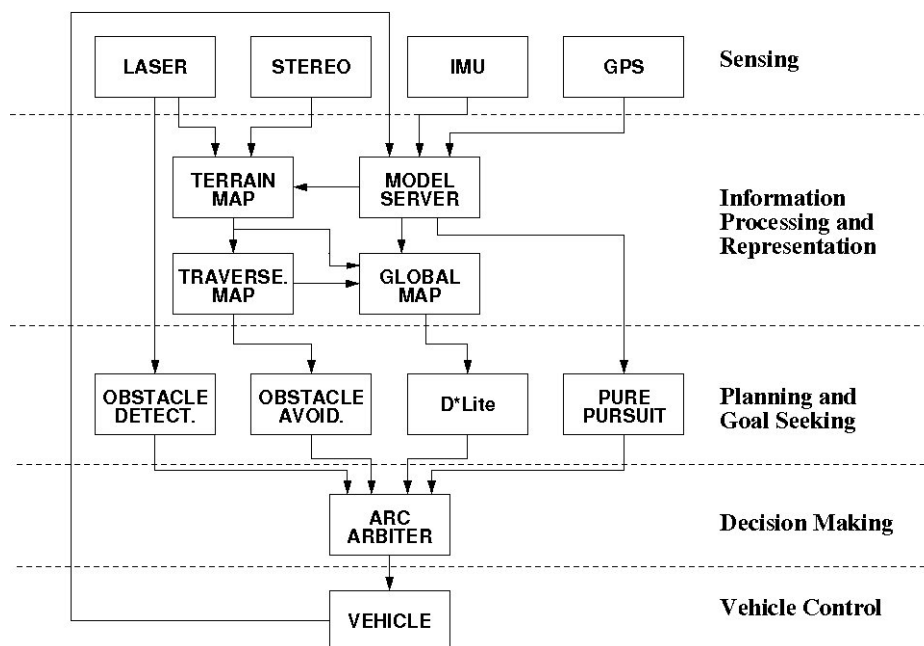 LASER
STEREO
IMU
GPS
Sensing
TERRAIN
MAP
MODEL
SERVER
Information
Processing and
Representation
TRAVERSE.
MAP
GLOBAL
MAP
OBSTACLE
DETECT.
OBSTACLE
AVOID.
D*Lite
PURE
PURSUIT
Planning and
Goal Seeking
ARC
ARBITER
Decision Making
VEHICLE
Vehicle Control